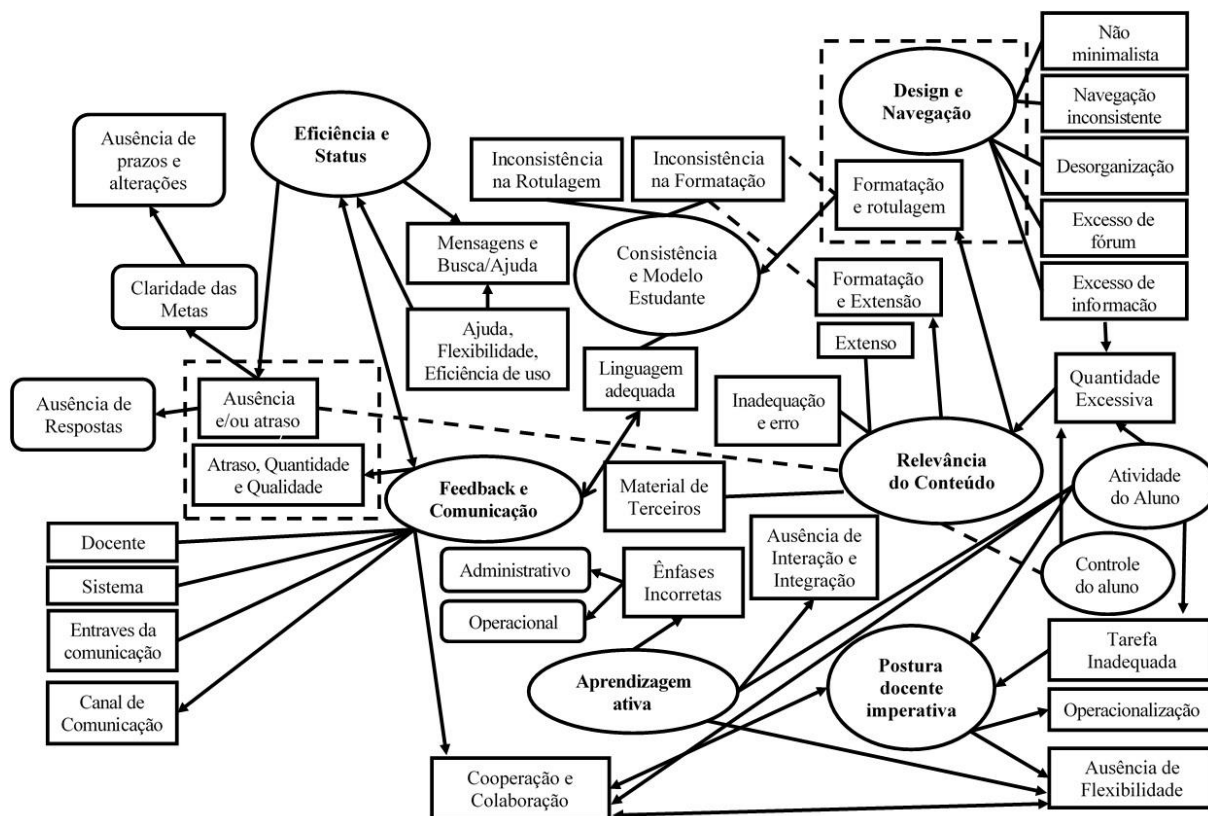 Não
minimalista
Design e
Navegação
Navegação
inconsistente
Ausência de
prazos e
alterações
Eficiência e
Status
Inconsistência
na Rotulagem
Inconsistência
na Formatação
Formatação
e rotulagem
Desorganização
Excesso de
fórum
Mensagens e
Busca/Ajuda
Consistência
e Modelo
Estudante
Formatação
e Extensão
Excesso de
informação
Claridade das
Metas
Ajuda,
Flexibilidade,
Eficiência de uso
Extenso
Linguagem
adequada
Quantidade
Excessiva
Ausência de
Respostas
Ausência
e/ou atraso
Inadequação
e erro
Atraso, Quantidade
e Qualidade
Feedback e
Comunicação
Material de
Terceiros
Relevância
do Conteúdo
Atividade
do Aluno
Docente
Sistema
Entraves da
comunicação
Canal de
Comunicação
Administrativo
Operacional
Ênfases
Incorretas
Ausência de
Interação e
Integração
Controle
do aluno
Aprendizagem
ativa
Postura
docente
imperativa
Tarefa
Inadequada
Operacionalização
Cooperação e
Colaboração
Ausência de
Flexibilidade